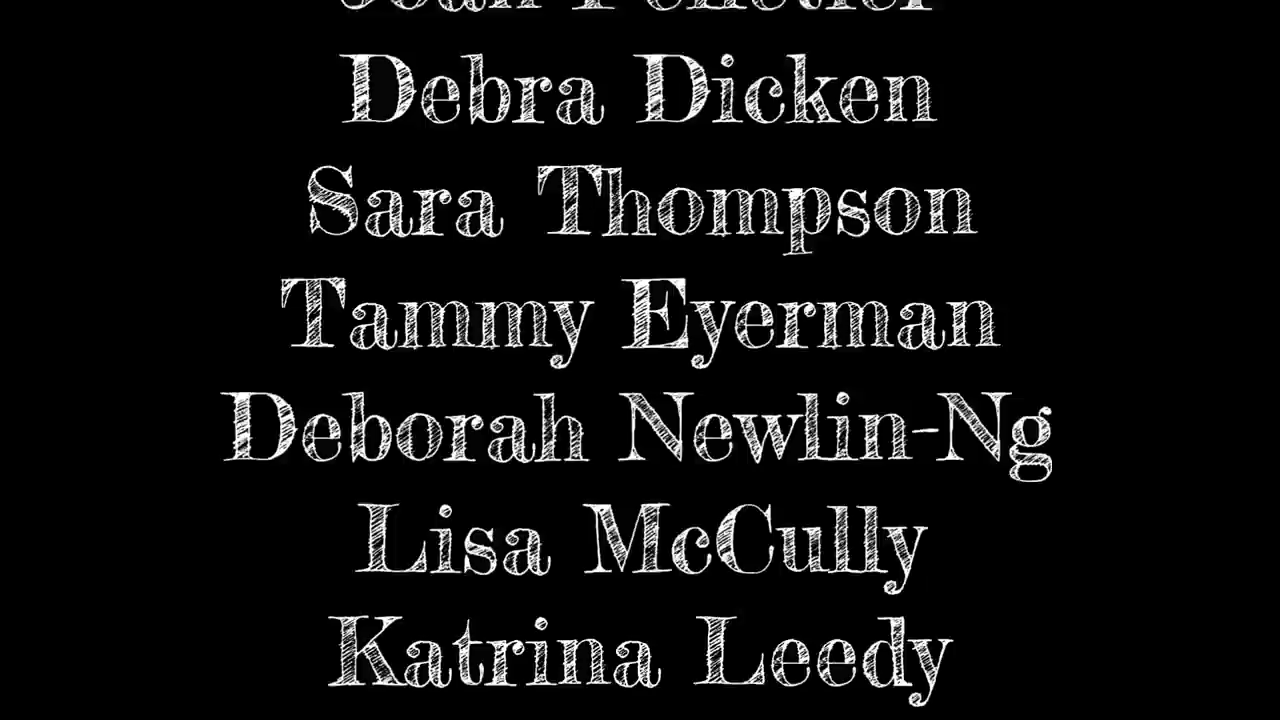 Debra Dicken
Sara Thompson
Tammy Eyerman
Deborah Newlin-Ng
Lisa McCully
Katrina Leedy